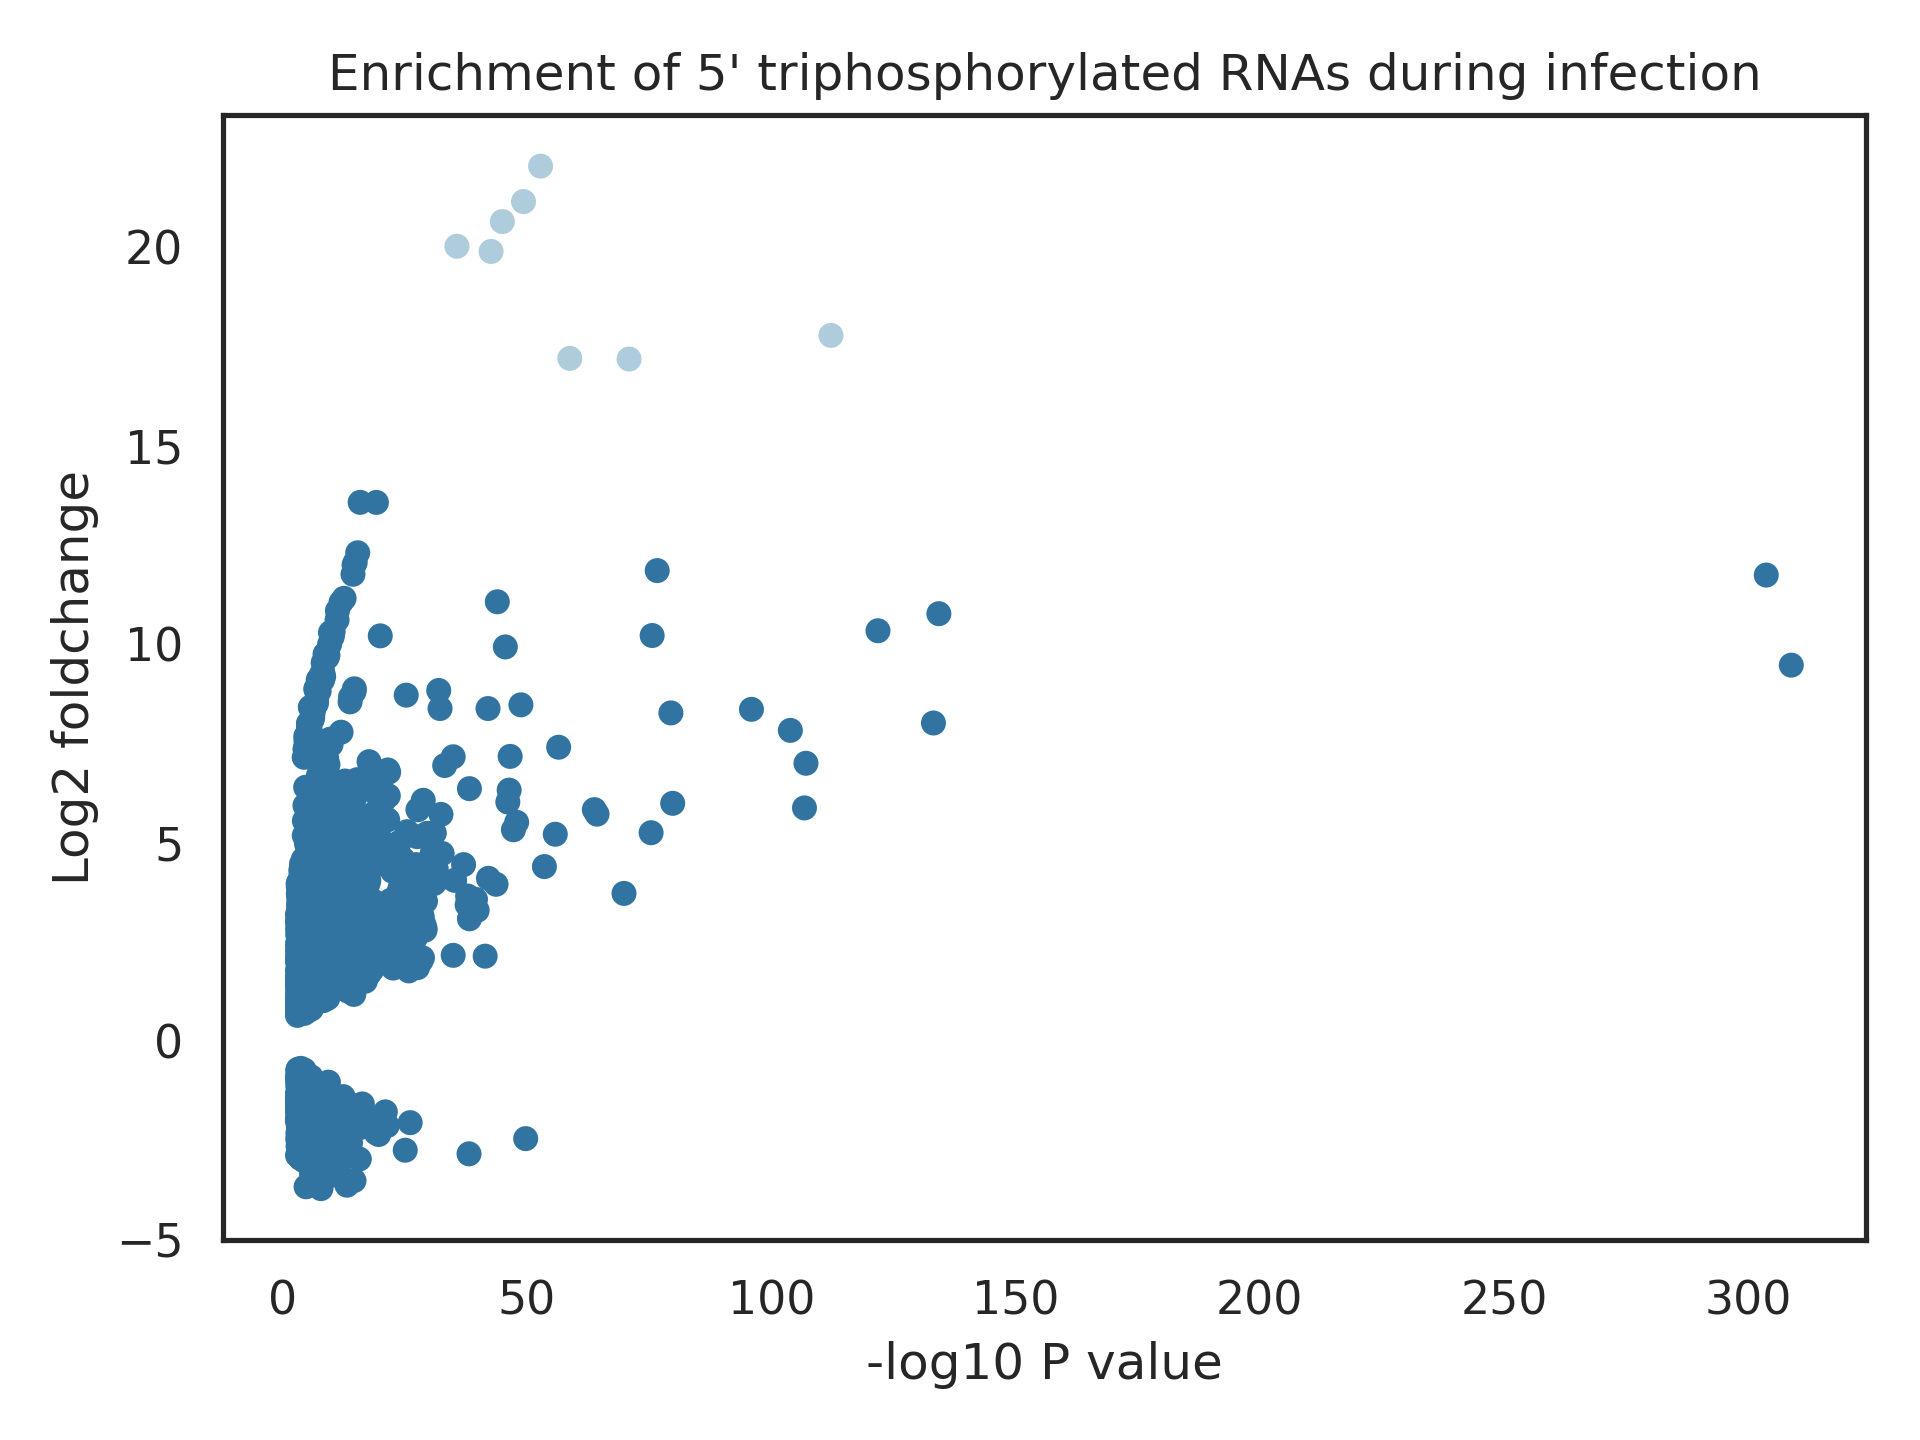 Enrichment of 5' triphosphorylated RNAs during infection
Log2 foldchange
20
15
10
5
0
−5
0 50 100 150 200 250 300
-log10 P value